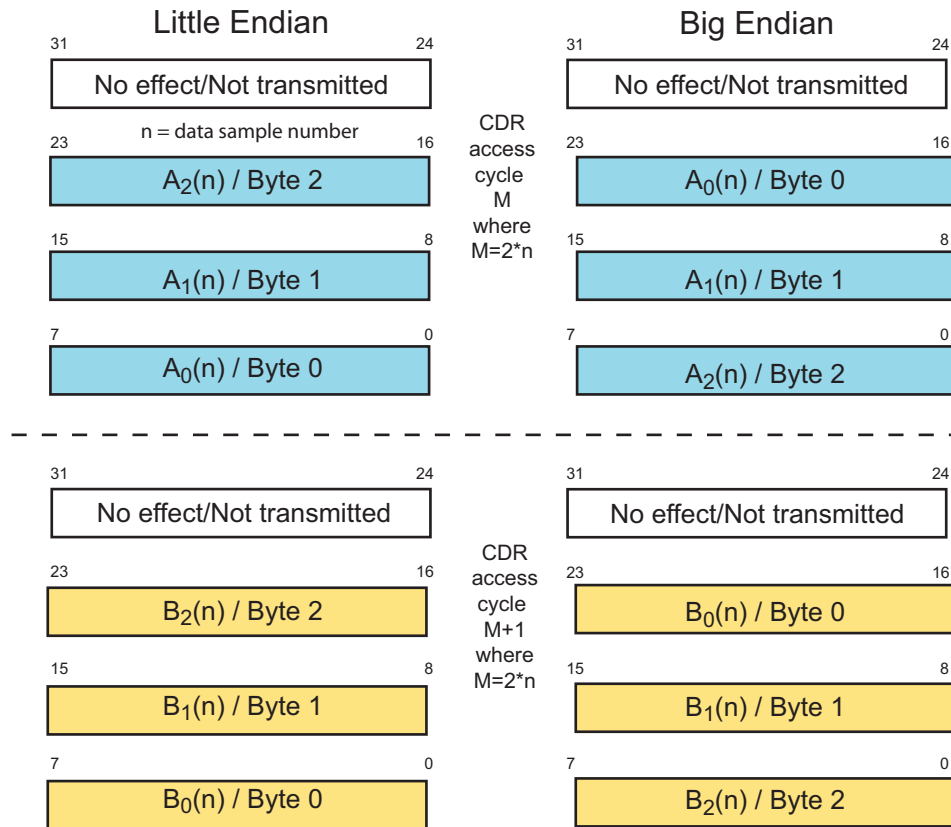 Little Endian
Big Endian
31 24
31 24
No effect/Not transmitted
No effect/Not transmitted
n = data sample number
23 16
23 16
A2(n) / Byte 2
A0(n) / Byte 0
15 8
15 8
A1(n) / Byte 1
A1(n) / Byte 1
7 0
7 0
A0(n) / Byte 0
A2(n) / Byte 2
CDR
access
cycle
M
where
M=2*n
31 24
31 24
No effect/Not transmitted
No effect/Not transmitted
23 16
23 16
B2(n) / Byte 2
B0(n) / Byte 0
15 8
15 8
B1(n) / Byte 1
B1(n) / Byte 1
7 0
7 0
B0(n) / Byte 0
B2(n) / Byte 2
CDR
access
cycle
M+1
where
M=2*n